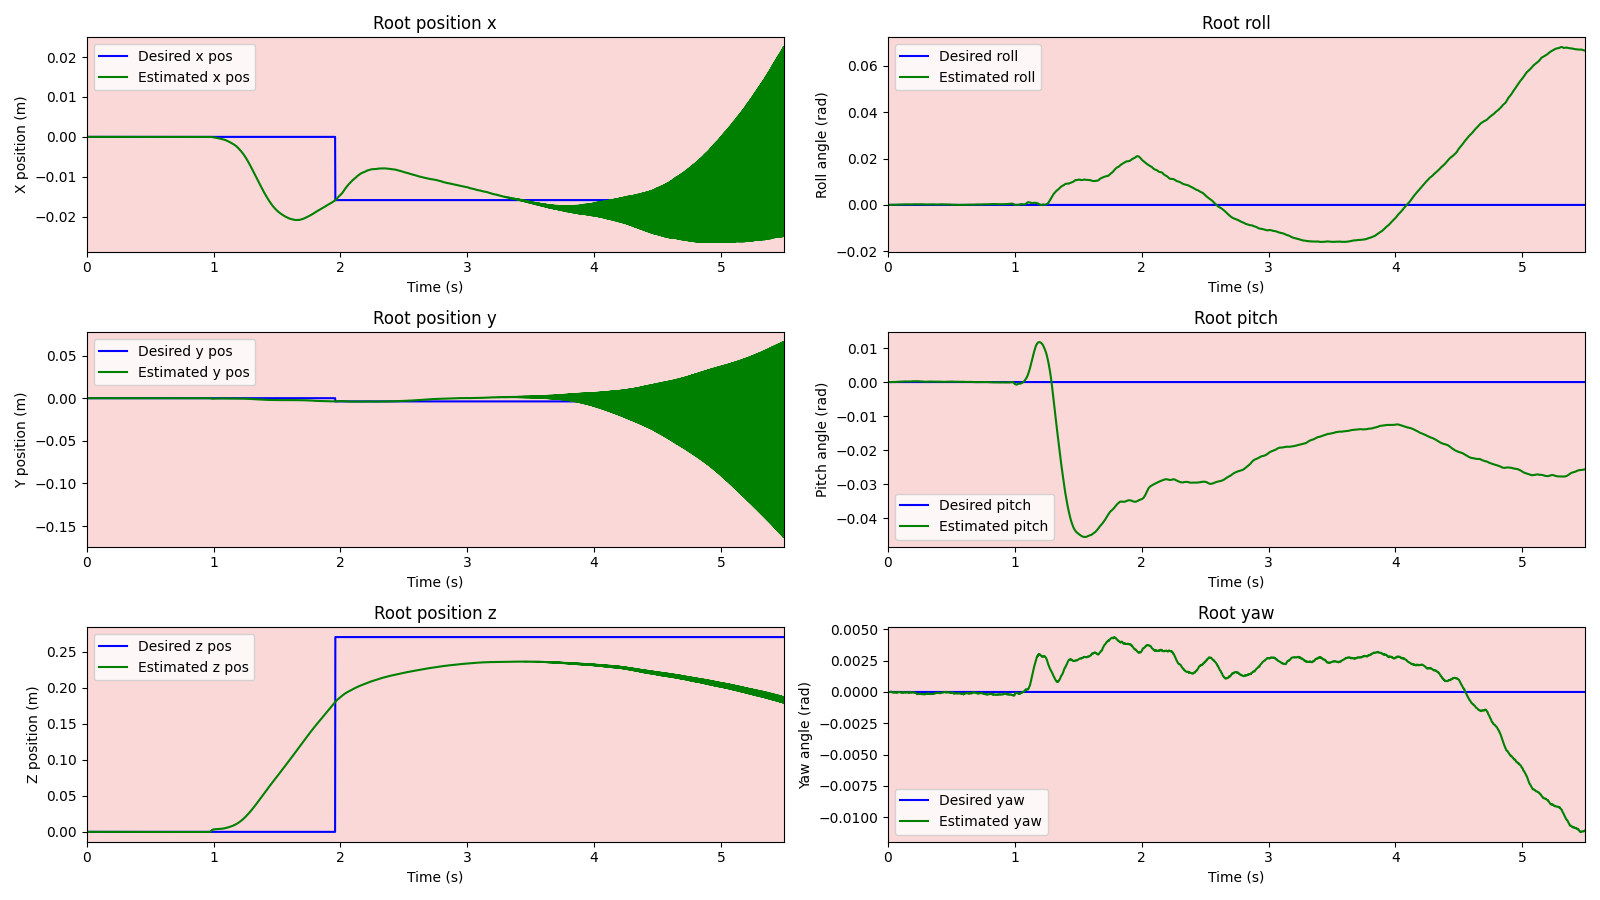 Root position x
Desired x pos
Estimated x pos
0.02
0.01
0.00
−0.01
−0.02
X position (m)
0 1 2 3 4 5
Time (s)
Root roll
Desired roll
Estimated roll
0.06
0.04
0.02
0.00
−0.02
Roll angle (rad)
0 1 2 3 4 5
Time (s)
Root position y
Desired y pos
Estimated y pos
0.05
0.00
−0.05
−0.10
−0.15
Y position (m)
0 1 2 3 4 5
Time (s)
Root pitch
0.01
0.00
−0.01
−0.02
−0.03
−0.04
Pitch angle (rad)
Desired pitch
Estimated pitch
0 1 2 3 4 5
Time (s)
Root position z
Desired z pos
Estimated z pos
0.25
0.20
0.15
0.10
0.05
0.00
Z position (m)
0 1 2 3 4 5
Time (s)
Root yaw
0.0050
0.0025
0.0000
−0.0025
−0.0050
−0.0075
−0.0100
Yaw angle (rad)
Desired yaw
Estimated yaw
0 1 2 3 4 5
Time (s)